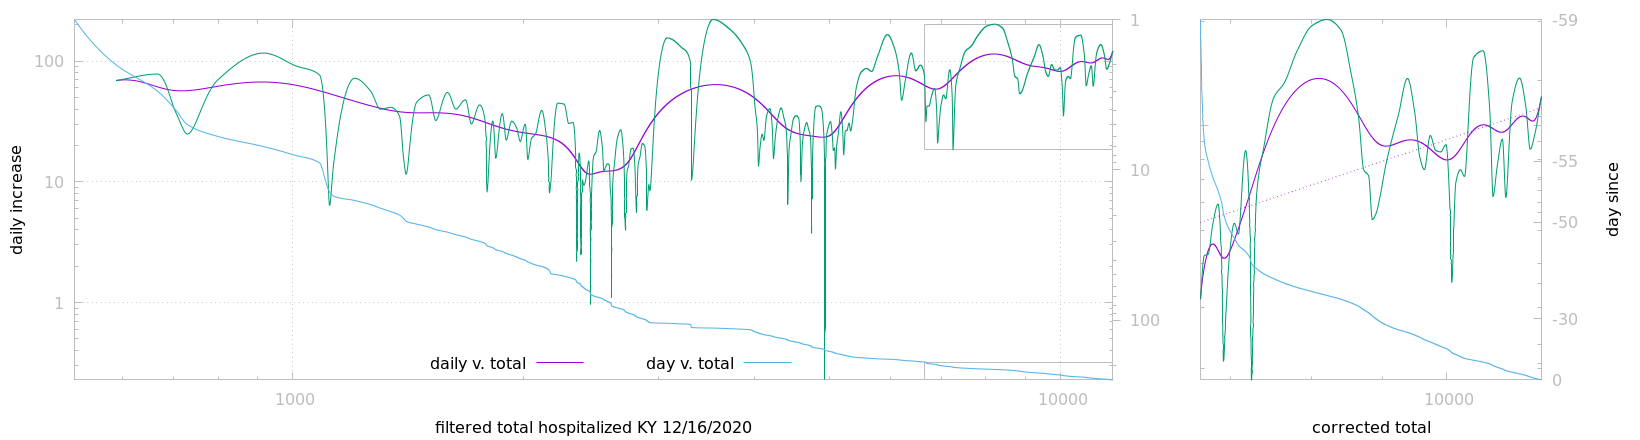 100
10
1
daily increase
1000
10000
1
10
100
daily v. total
day v. total
filtered total hospitalized KY 12/16/2020
-59
-55
-50
-30
0
day since
10000
corrected total